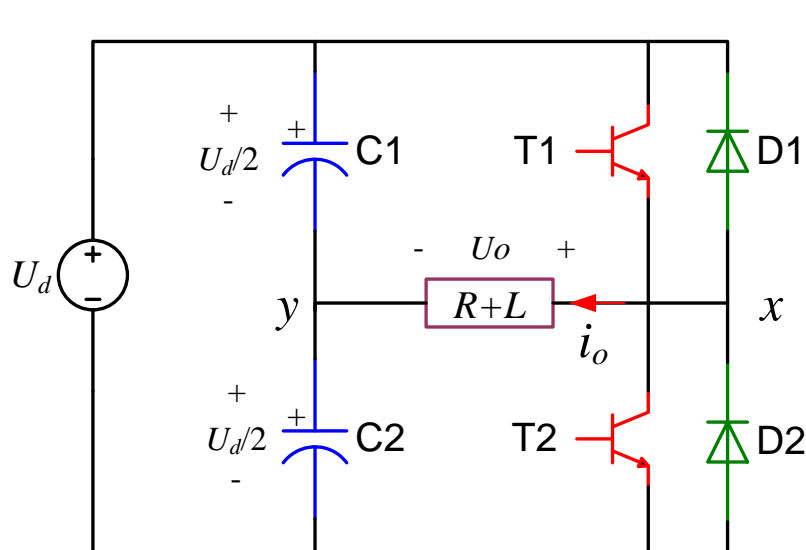 +
+
U_d/2
C1
T1
D1
-
- Uo +
+
U_d
−
y
R+L
x
i_o
+
+
U_d/2
C2
T2
D2
-